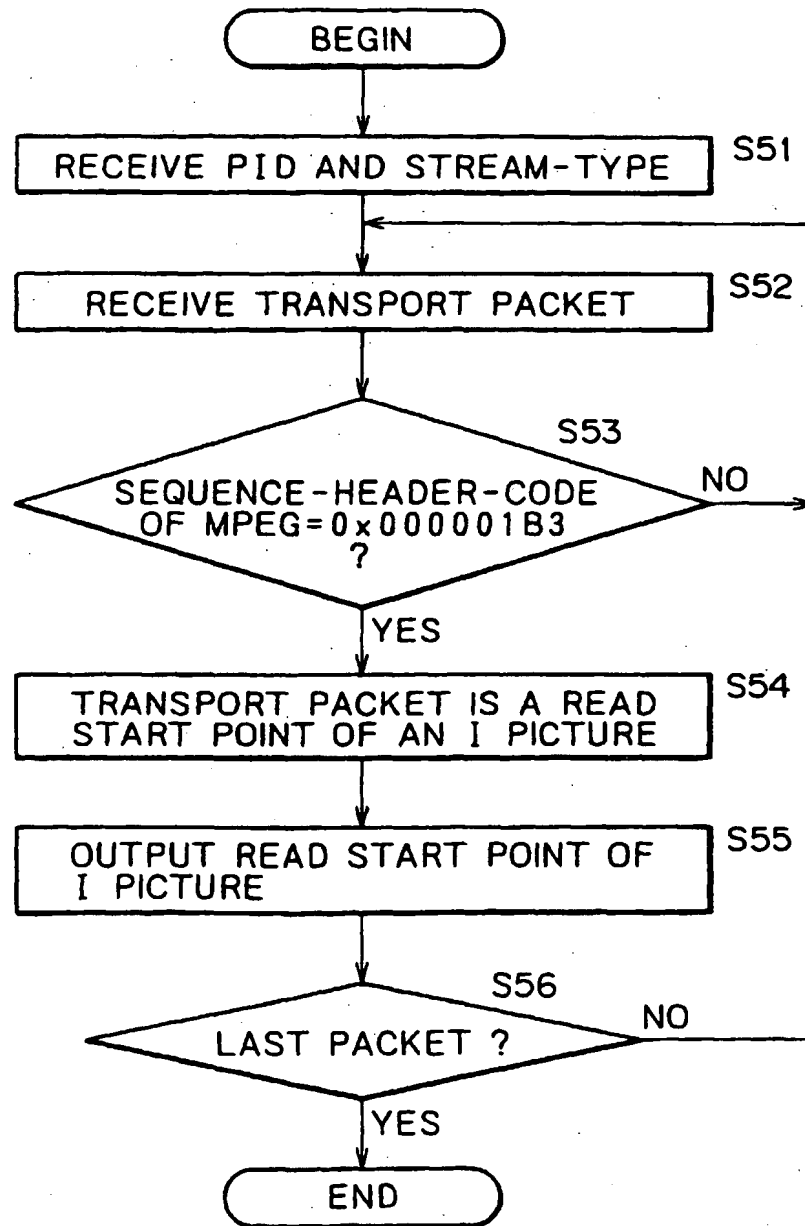 BEGIN
RECEIVE PID AND STREAM-TYPE
S51
RECEIVE TRANSPORT PACKET
S52
S53
SEQUENCE-HEADER-CODE
OF MPEG=0x000001B3
?
NO
YES
TRANSPORT PACKET IS A READ
START POINT OF AN I PICTURE
S54
OUTPUT READ START POINT OF
I PICTURE
S55
S56
LAST PACKET ?
NO
YES
END